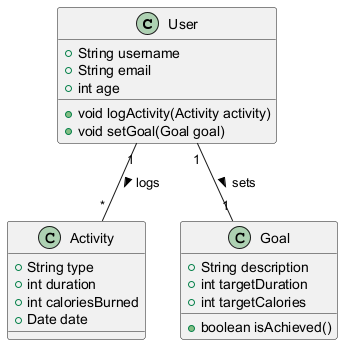 C User
String username
String email
int age
void logActivity(Activity activity)
void setGoal(Goal goal)
1 1
logs sets
* 1
C Activity
String type
int duration
int caloriesBurned
Date date
C Goal
String description
int targetDuration
int targetCalories
boolean isAchieved()